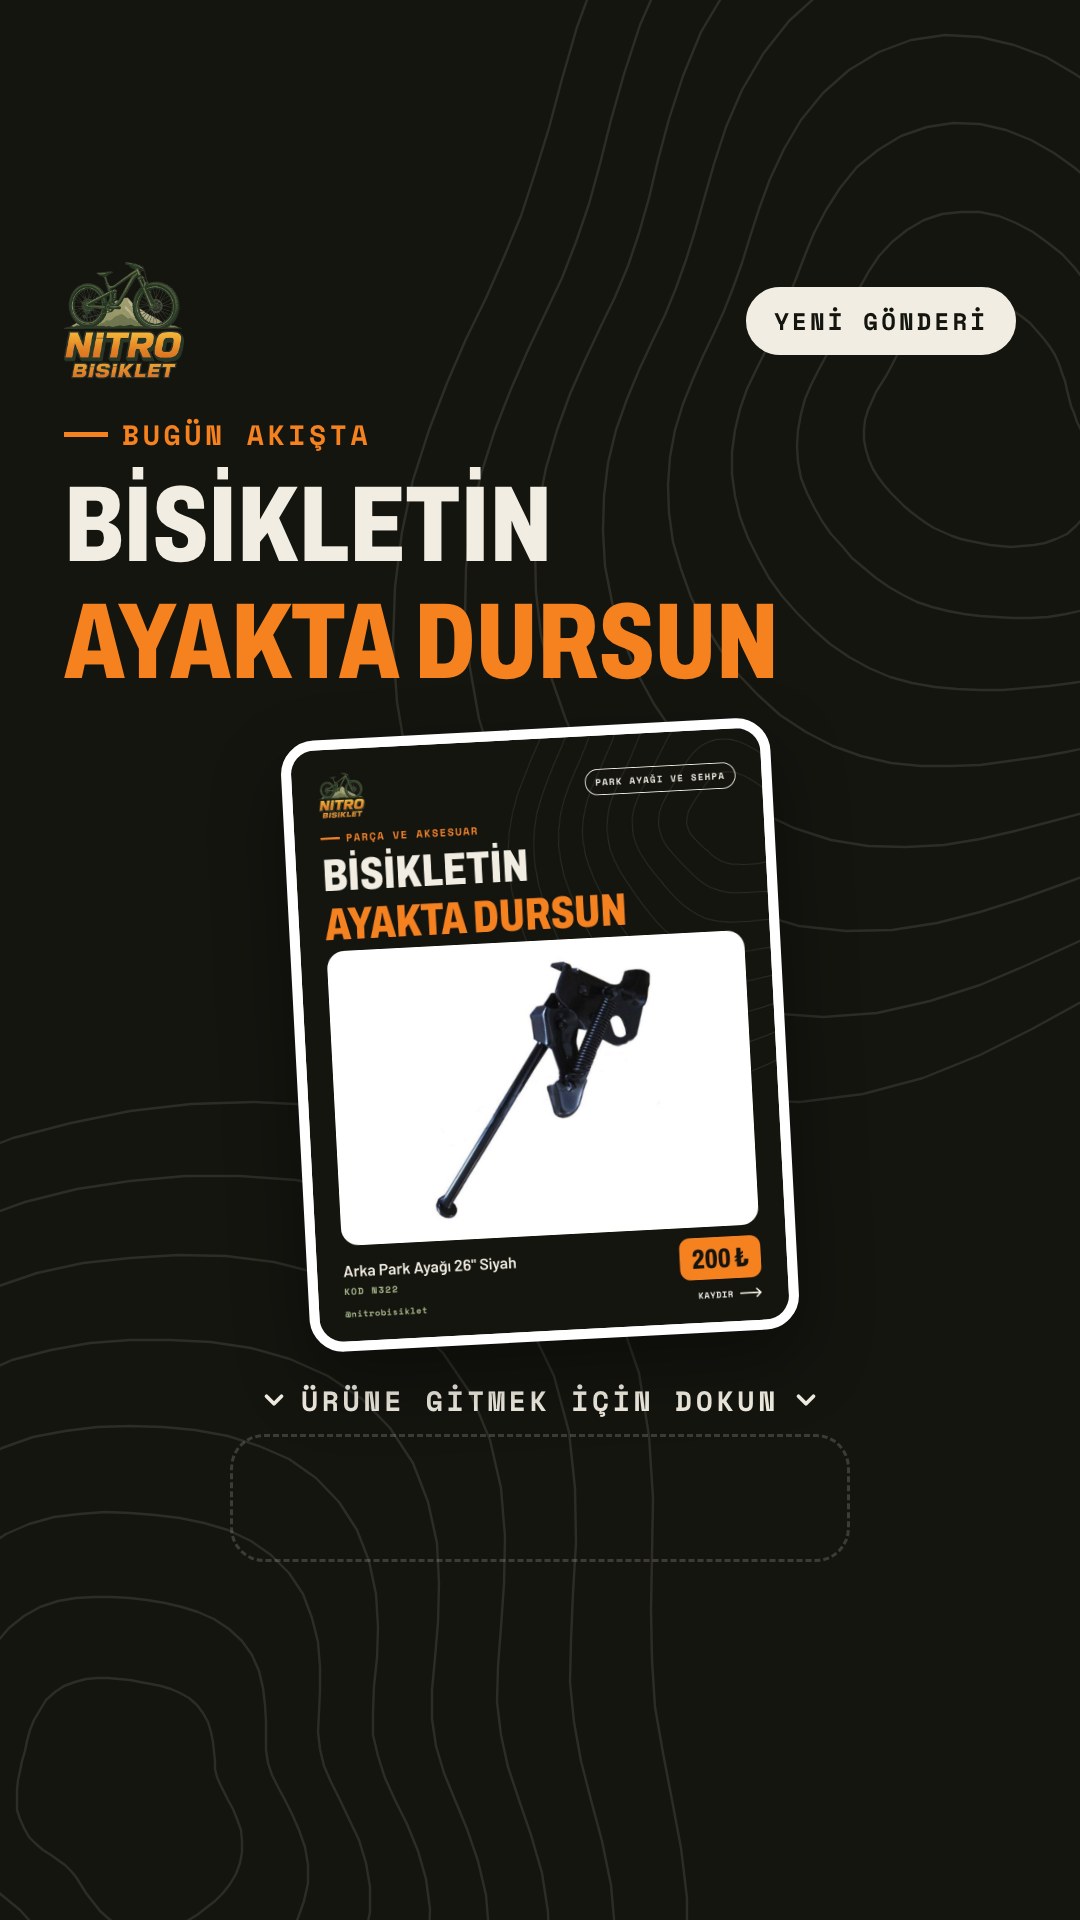 NiTRO
BiSiKLET
YENİ GÖNDERİ
BUGÜN AKIŞTA
BİSİKLETİN
AYAKTA DURSUN
NiTRO
BiSiKLET
PARK AYAĞI VE SEHPA
PARÇA VE AKSESUAR
BİSİKLETİN
AYAKTA DURSUN
Arka Park Ayağı 26" Siyah
200 ₺
KOD N322
KAYDIR
@nitrobisiklet
ÜRÜNE GİTMEK İÇİN DOKUN